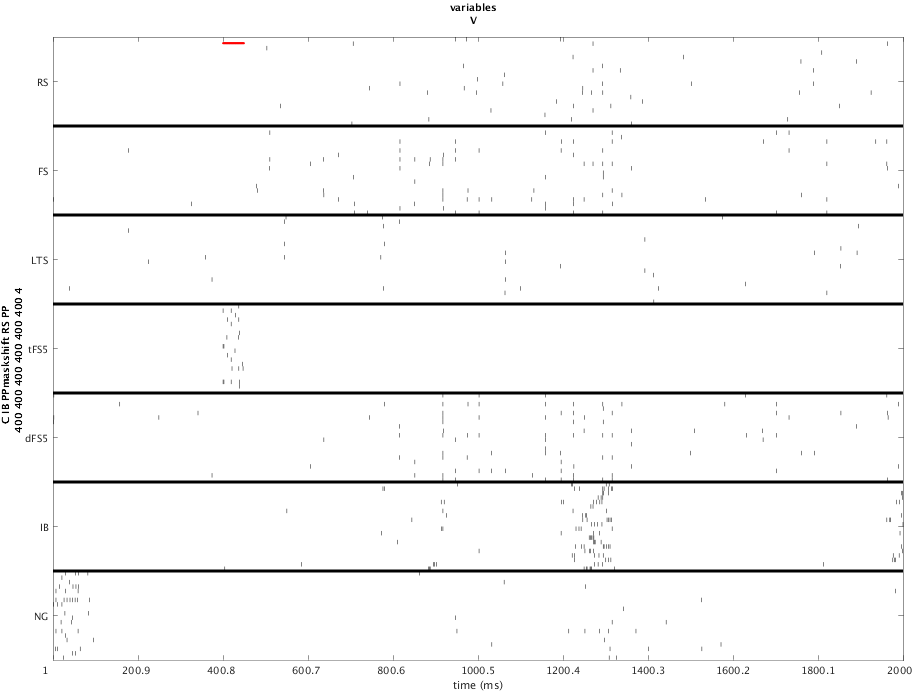 variables
V
RS
FS
LTS
tFS5
dFS5
IB
NG
C IB PPmaskshift RS PP
400 400 400 400 400 400 4
1 200.9 400.8 600.7 800.6 1000.5 1200.4 1400.3 1600.2 1800.1 2000
time (ms)